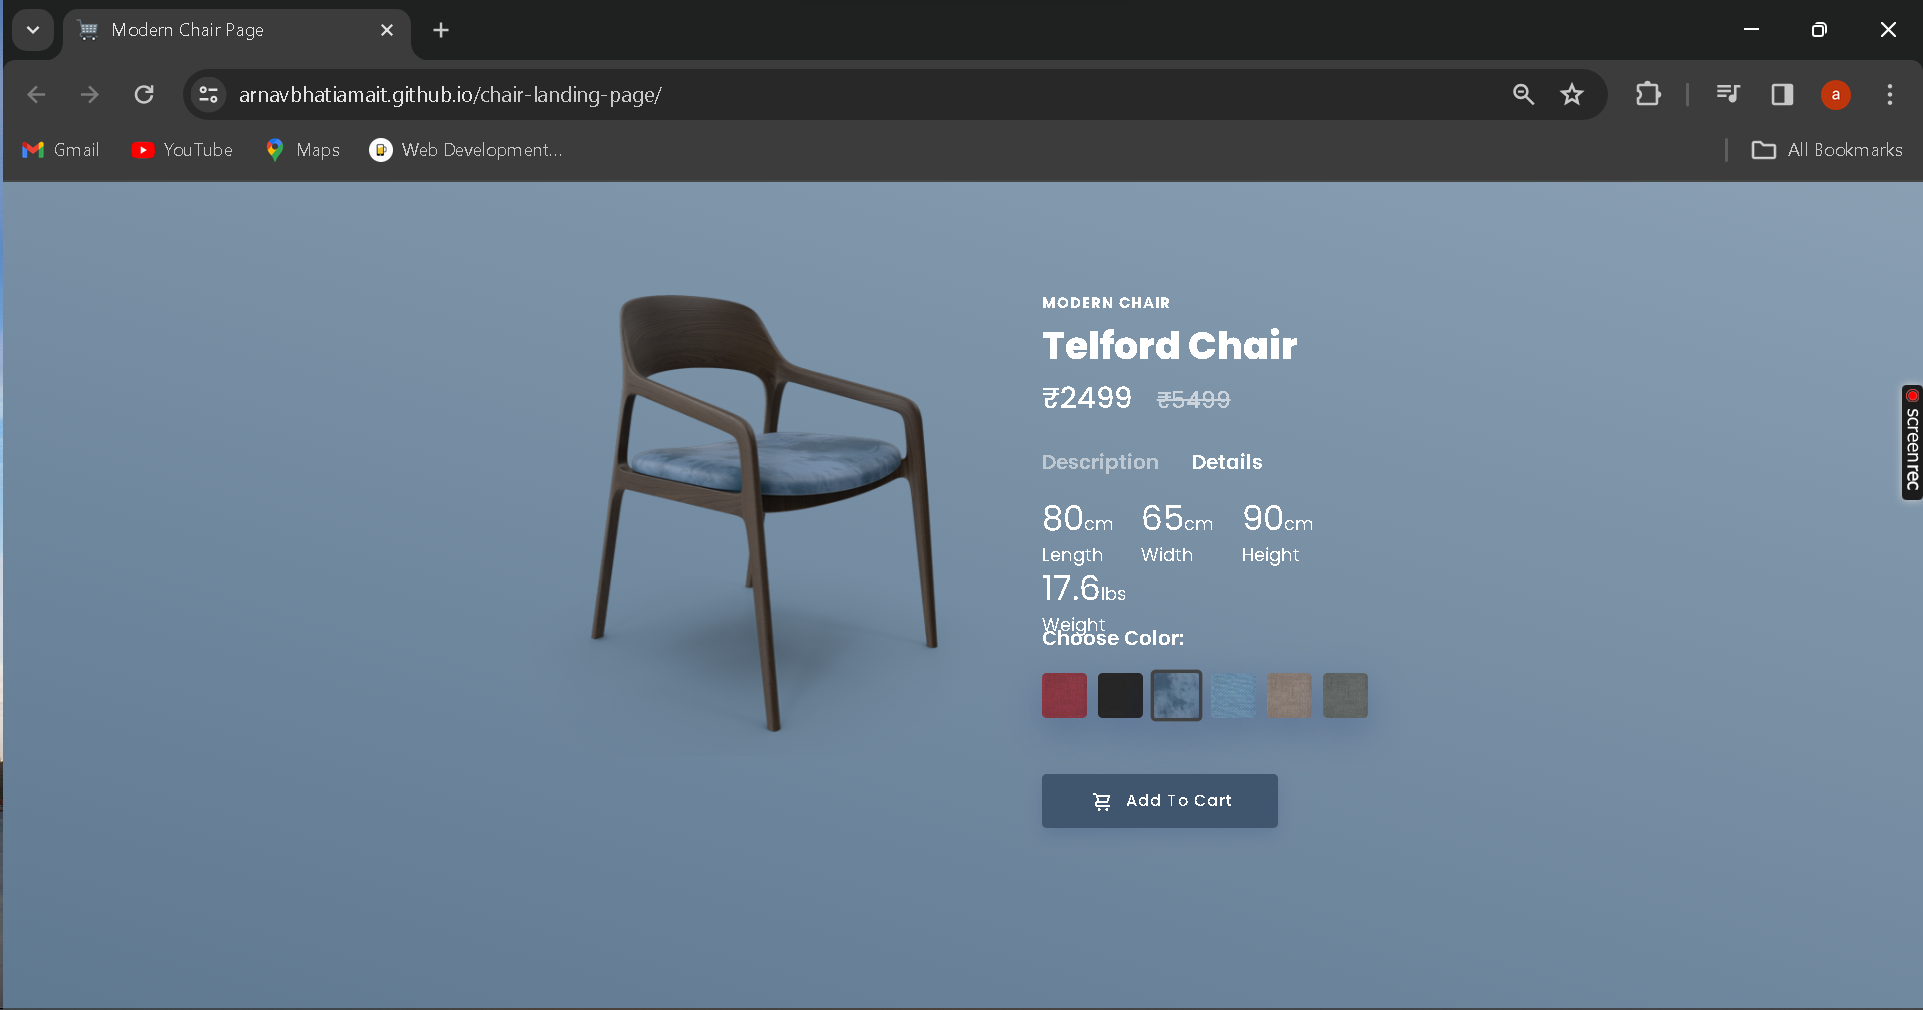 Modern Chair Page
arnavbhatiamait.github.io/chair-landing-page/
a
Gmail YouTube Maps Web Development... All Bookmarks
MODERN CHAIR
Telford Chair
₹2499 ₹5499
Description Details
80cm 65cm 90cm
Length Width Height
17.6lbs
Weight
Choose Color:
Add To Cart
screenrec